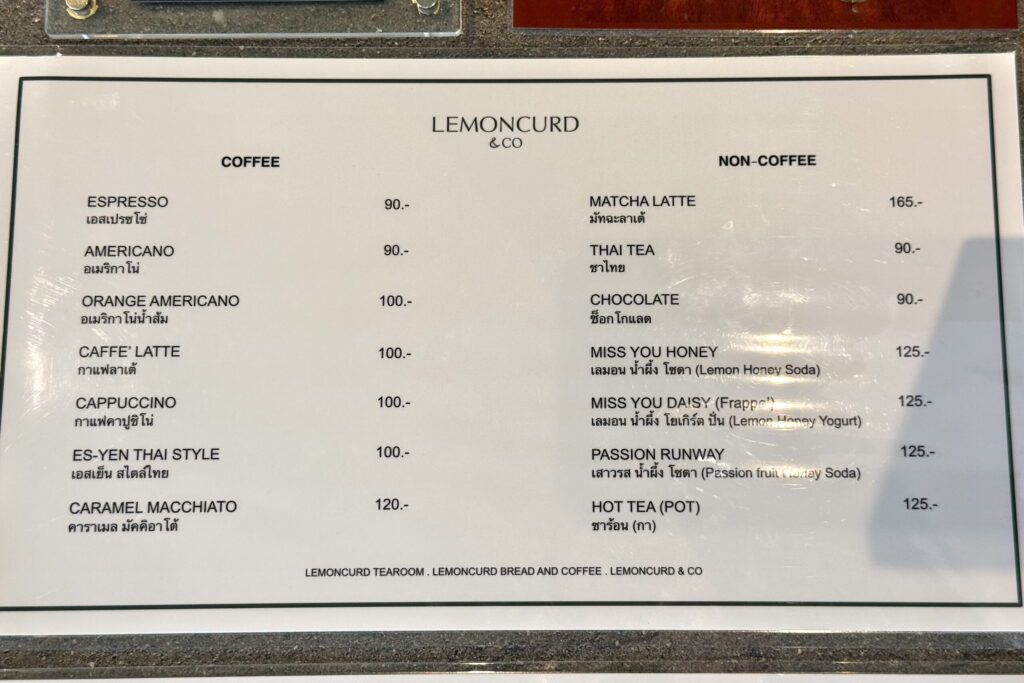 LEMONCURD
& CO
COFFEE
ESPRESSO 90.-
เอสเปรซโซ่
AMERICANO 90.-
อเมริกาโน่
ORANGE AMERICANO 100.-
อเมริกาโน่น้ำส้ม
CAFFE' LATTE 100.-
กาแฟลาเต้
CAPPUCCINO 100.-
กาแฟคาปูชิโน่
ES-YEN THAI STYLE 100.-
เอสเย็น สไตล์ไทย
CARAMEL MACCHIATO 120.-
คาราเมล มัคคิอาโต้
NON-COFFEE
MATCHA LATTE 165.-
มัทฉะลาเต้
THAI TEA 90.-
ชาไทย
CHOCOLATE 90.-
ช็อกโกแลต
MISS YOU HONEY 125.-
เลมอน น้ำผึ้ง โซดา (Lemon Honey Soda)
MISS YOU DAISY (Frappe') 125.-
เลมอน น้ำผึ้ง โยเกิร์ต ปั่น (Lemon Honey Yogurt)
PASSION RUNWAY 125.-
เสาวรส น้ำผึ้ง โซดา (Passion fruit Honey Soda)
HOT TEA (POT) 125.-
ชาร้อน (กา)
LEMONCURD TEAROOM . LEMONCURD BREAD AND COFFEE . LEMONCURD & CO